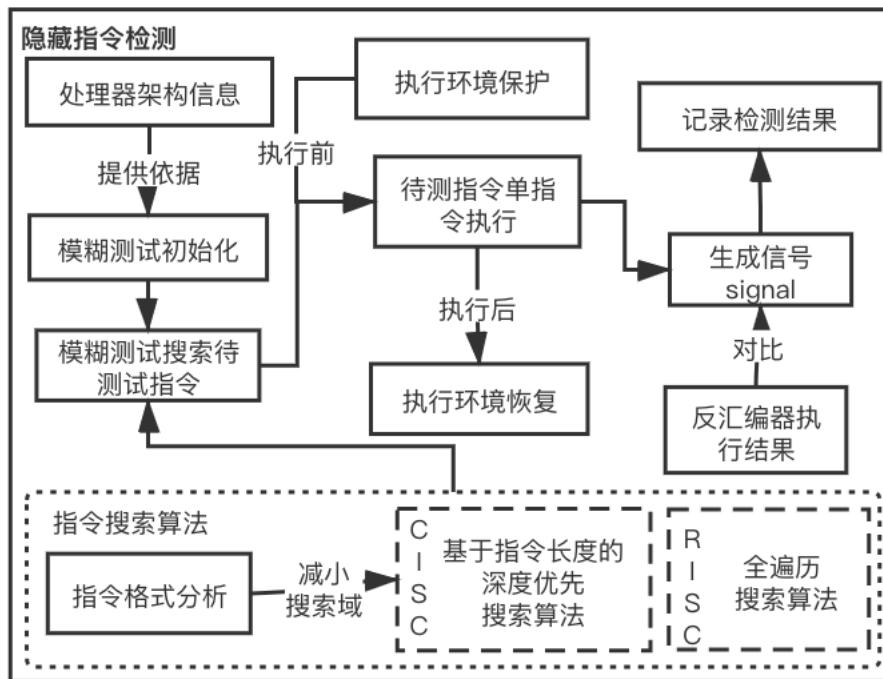 隐藏指令检测
处理器架构信息
执行环境保护
记录检测结果
执行前
提供依据
待测指令单指
令执行
模糊测试初始化
生成信号
signal
执行后
对比
模糊测试搜索待
测试指令
执行环境恢复
反汇编器执
行结果
指令搜索算法
指令格式分析
减小
搜索域
CISC
基于指令长度的
深度优先
搜索算法
RISC
全遍历
搜索算法